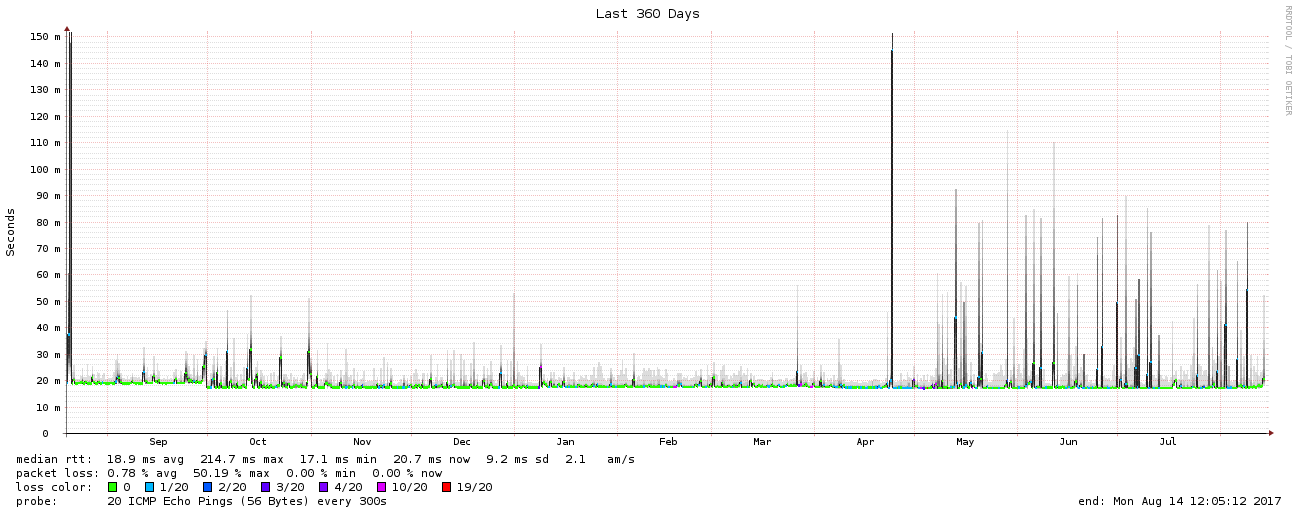 Last 360 Days
RRDTOOL / TOBI OETIKER
Seconds
150 m
140 m
130 m
120 m
110 m
100 m
90 m
80 m
70 m
60 m
50 m
40 m
30 m
20 m
10 m
0
Sep Oct Nov Dec Jan Feb Mar Apr May Jun Jul
median rtt: 18.9 ms avg 214.7 ms max 17.1 ms min 20.7 ms now 9.2 ms sd 2.1 am/s
packet loss: 0.78 % avg 50.19 % max 0.00 % min 0.00 % now
loss color: 0 1/20 2/20 3/20 4/20 10/20 19/20
probe: 20 ICMP Echo Pings (56 Bytes) every 300s end: Mon Aug 14 12:05:12 2017